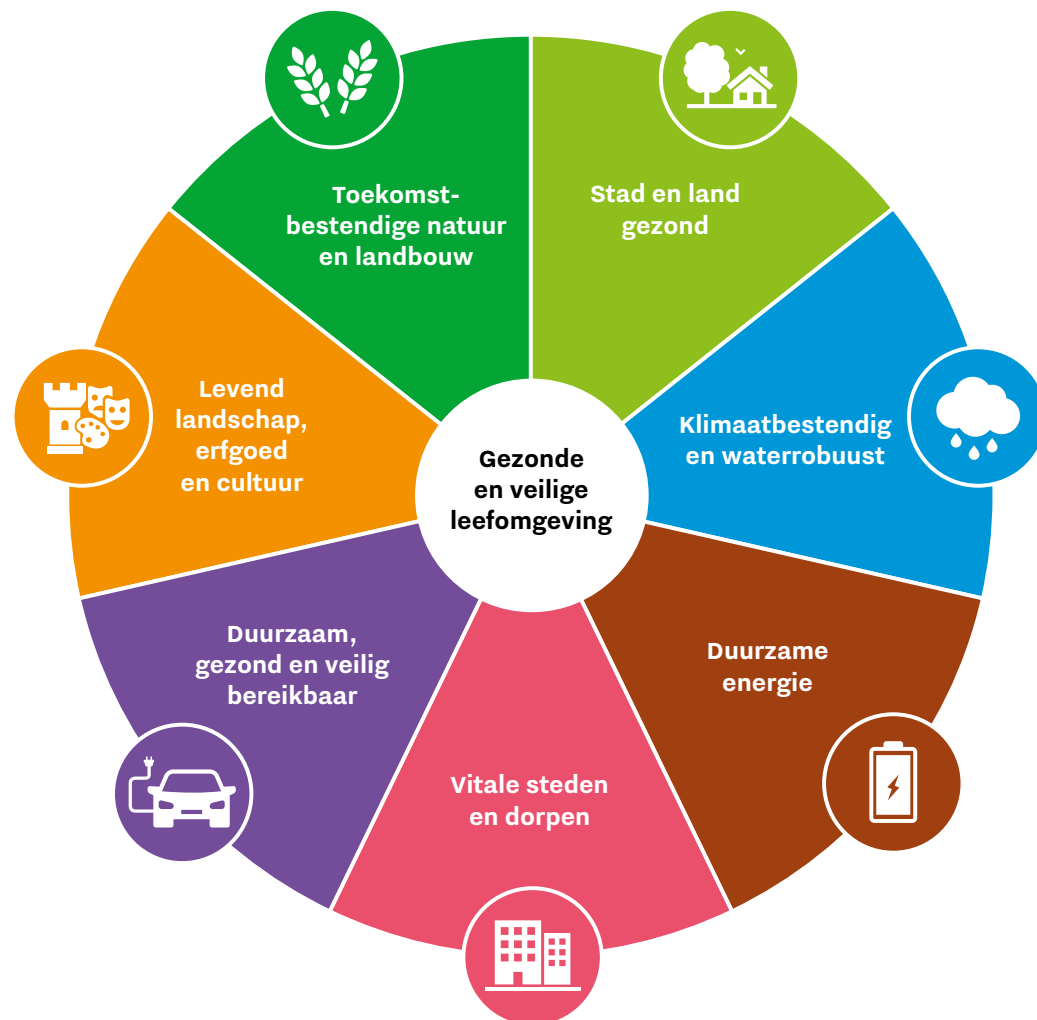 Toekomst-
bestendige natuur
en landbouw
Stad en land
gezond
Levend
landschap,
erfgoed
en cultuur
Klimaatbestendig
en waterrobuust
Gezonde
en veilige
leefomgeving
Duurzaam,
gezond en veilig
bereikbaar
Duurzame
energie
Vitale steden
en dorpen